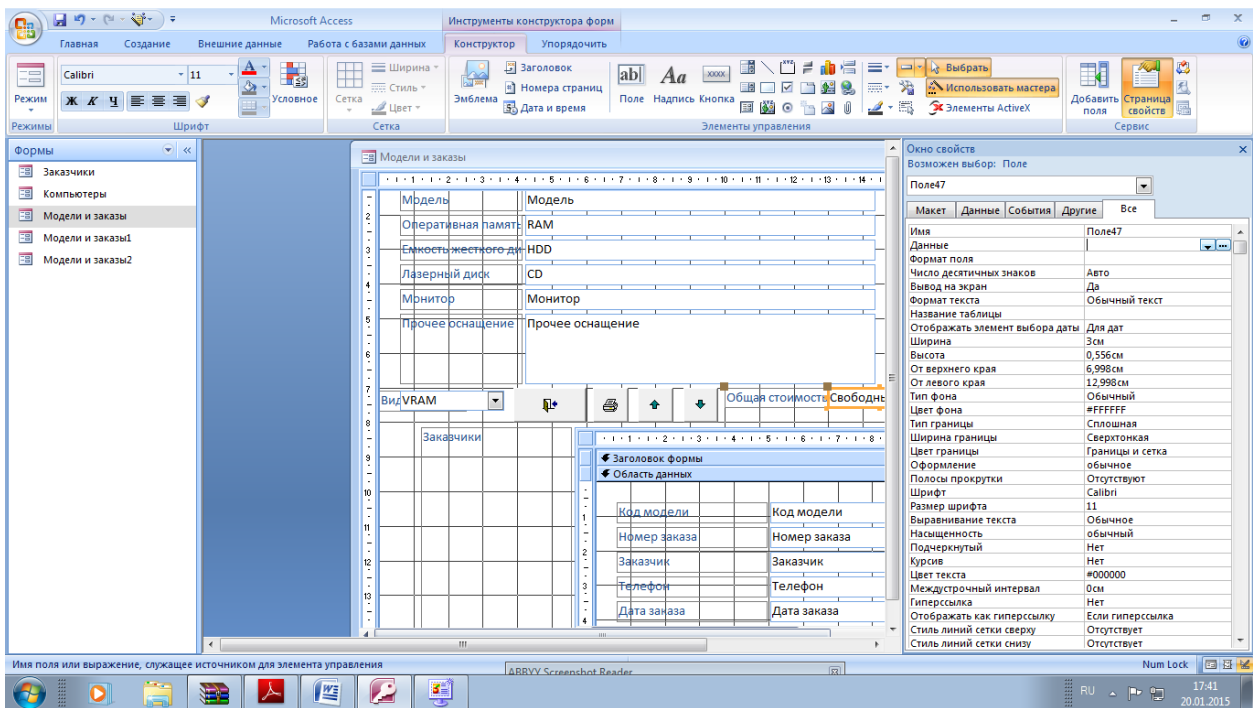 Microsoft Access
Инструменты конструктора форм
Главная Создание Внешние данные Работа с базами данных Конструктор Упорядочить
Режим
Режимы
Calibri 11
Ж К Ч
Условное
Шрифт
Сетка
Ширина
Стиль
Цвет
Сетка
Эмблема
Заголовок
Номера страниц
Дата и время
ab| Поле
Aa Надпись
xxxx Кнопка
Элементы управления
Выбрать
Использовать мастера
Элементы ActiveX
Добавить поля
Страница свойств
Сервис
Формы
Заказчики
Компьютеры
Модели и заказы
Модели и заказы1
Модели и заказы2
Модели и заказы
Модель Модель
Оперативная память RAM
Емкость жесткого ди HDD
Лазерный диск CD
Монитор Монитор
Прочее оснащение Прочее оснащение
Вид VRAM
Общая стоимость Свободны
Заказчики
Заголовок формы
Область данных
Код модели Код модели
Номер заказа Номер заказа
Заказчик Заказчик
Телефон Телефон
Дата заказа Дата заказа
Окно свойств
Возможен выбор: Поле
Поле47
Макет Данные События Другие Все
Имя Поле47
Данные
Формат поля
Число десятичных знаков Авто
Вывод на экран Да
Формат текста Обычный текст
Название таблицы
Отображать элемент выбора даты Для дат
Ширина 3см
Высота 0,556см
От верхнего края 6,998см
От левого края 12,998см
Тип фона Обычный
Цвет фона #FFFFFF
Тип границы Сплошная
Ширина границы Сверхтонкая
Цвет границы Границы и сетка
Оформление обычное
Полосы прокрутки Отсутствуют
Шрифт Calibri
Размер шрифта 11
Выравнивание текста Обычное
Насыщенность обычный
Подчеркнутый Нет
Курсив Нет
Цвет текста #000000
Междустрочный интервал 0см
Гиперссылка Нет
Отображать как гиперссылку Если гиперссылка
Стиль линий сетки сверху Отсутствует
Стиль линий сетки снизу Отсутствует
Имя поля или выражение, служащее источником для элемента управления
Num Lock
ABBYY Screenshot Reader
RU
17:41
20.01.2015